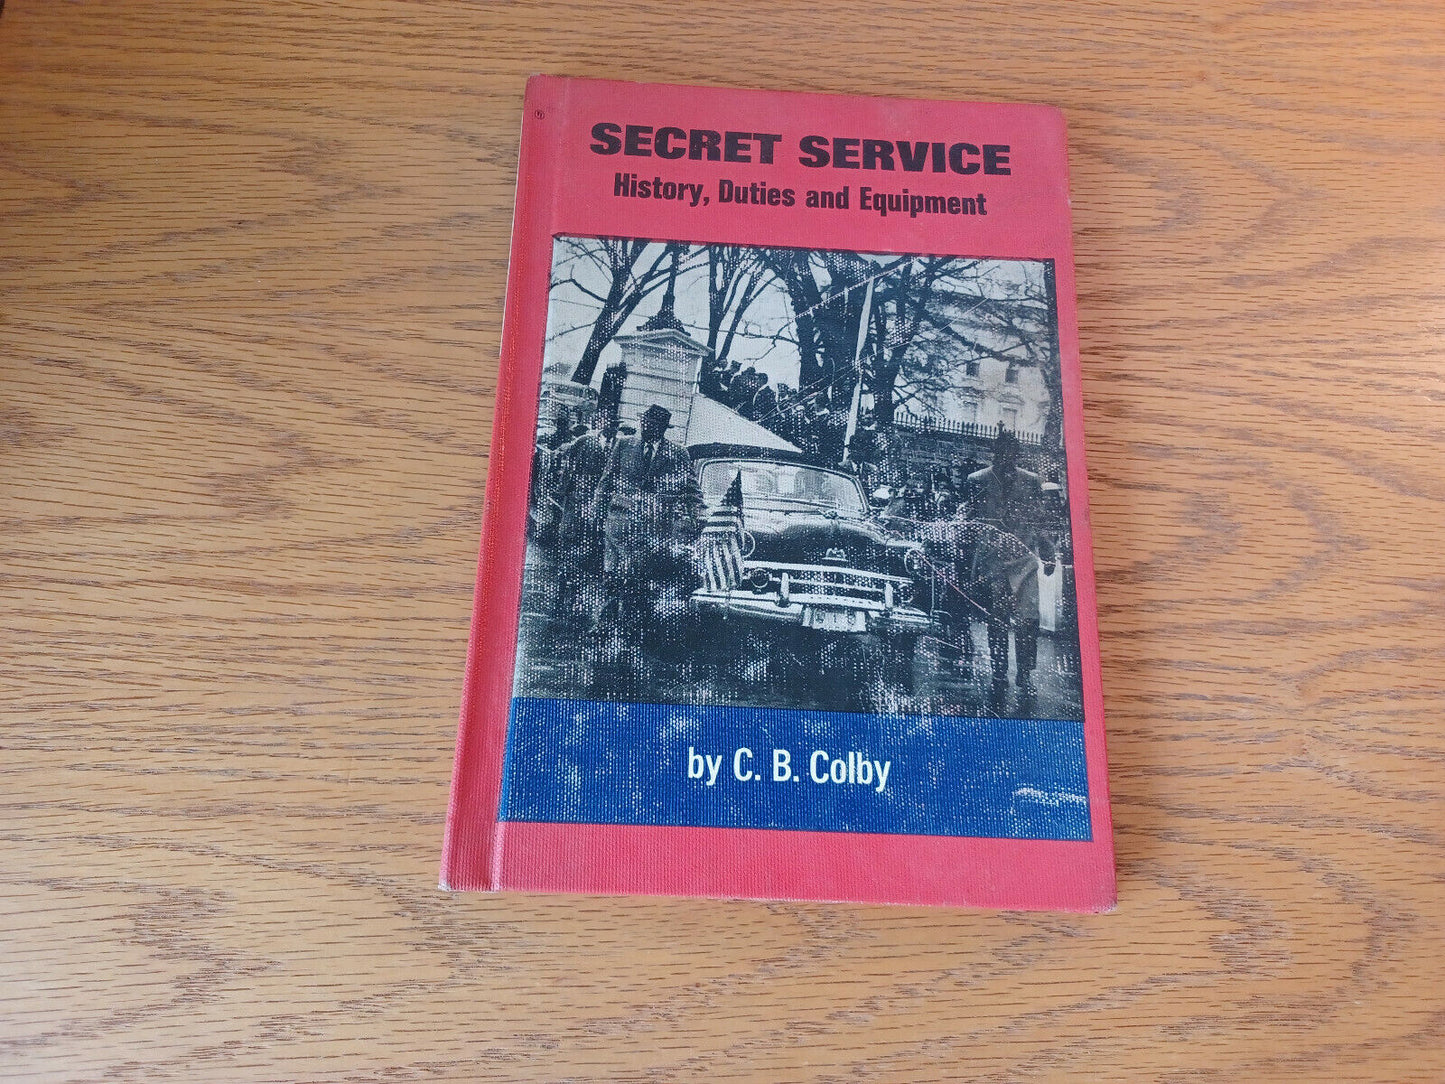 SECRET SERVICE
History, Duties and Equipment
by C. B. Colby